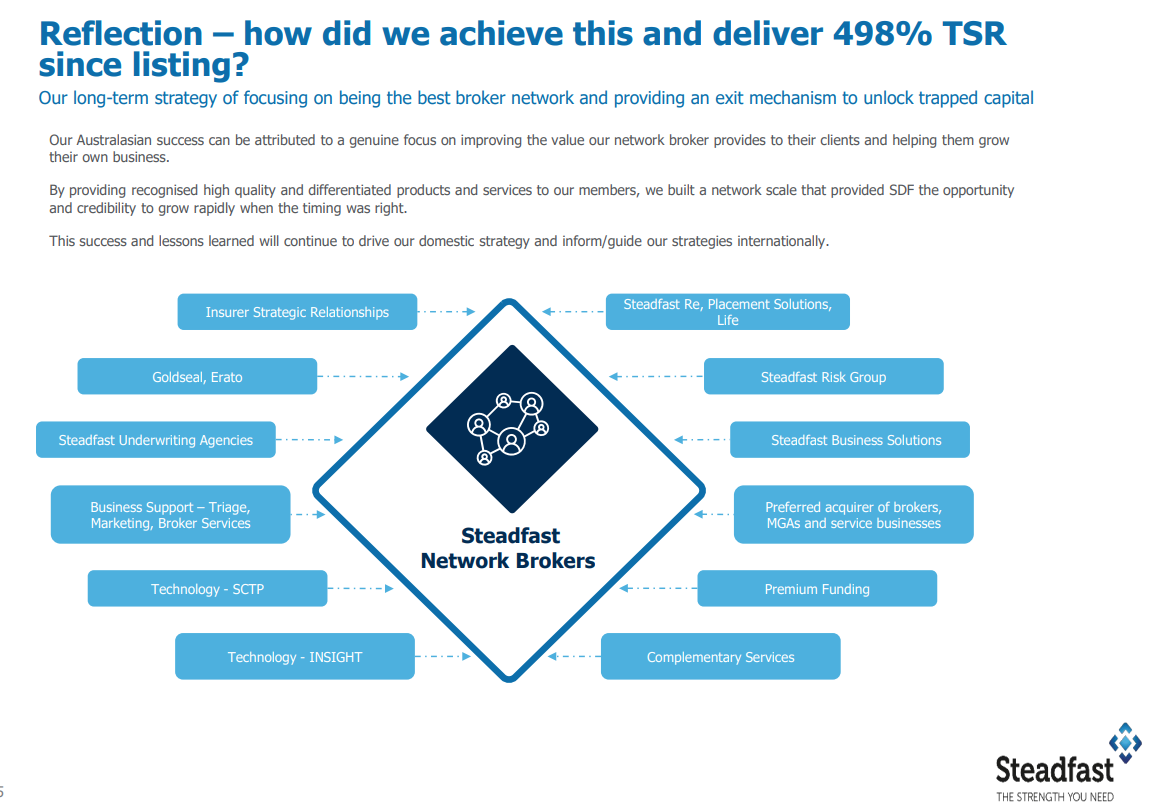 Reflection – how did we achieve this and deliver 498% TSR
since listing?
Our long-term strategy of focusing on being the best broker network and providing an exit mechanism to unlock trapped capital
Our Australasian success can be attributed to a genuine focus on improving the value our network broker provides to their clients and helping them grow
their own business.
By providing recognised high quality and differentiated products and services to our members, we built a network scale that provided SDF the opportunity
and credibility to grow rapidly when the timing was right.
This success and lessons learned will continue to drive our domestic strategy and inform/guide our strategies internationally.
Insurer Strategic Relationships
Steadfast Re, Placement Solutions,
Life
Goldseal, Erato
Steadfast Risk Group
Steadfast Underwriting Agencies
Steadfast Business Solutions
Business Support – Triage,
Marketing, Broker Services
Preferred acquirer of brokers,
MGAs and service businesses
Steadfast
Network Brokers
Technology - SCTP
Premium Funding
Technology - INSIGHT
Complementary Services
Steadfast
THE STRENGTH YOU NEED